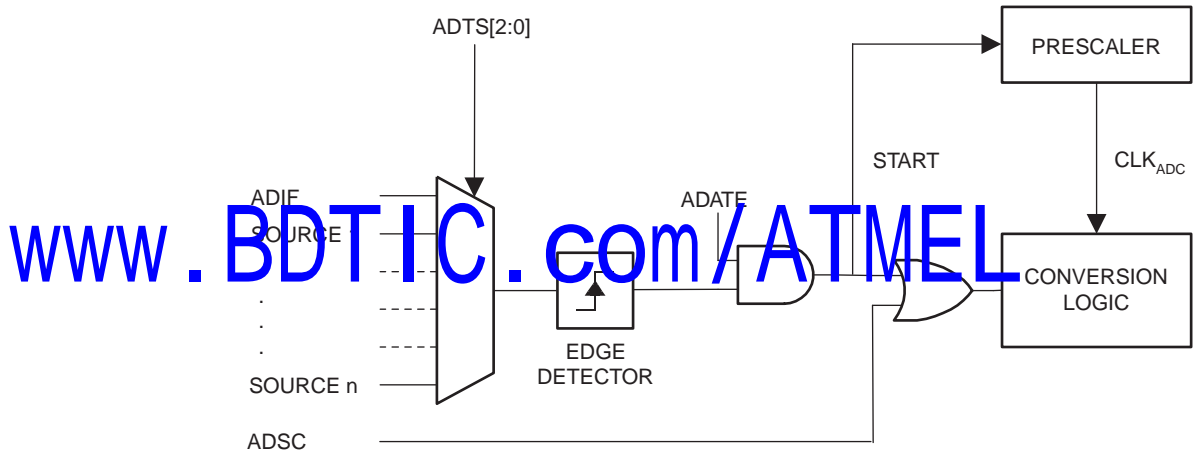 ADTS[2:0]
PRESCALER
START
CLKADC
ADIF
ADATE
SOURCE 1
www.BDTIC.com/ATMEL
CONVERSION
LOGIC
.
.
.
EDGE
DETECTOR
SOURCE n
ADSC